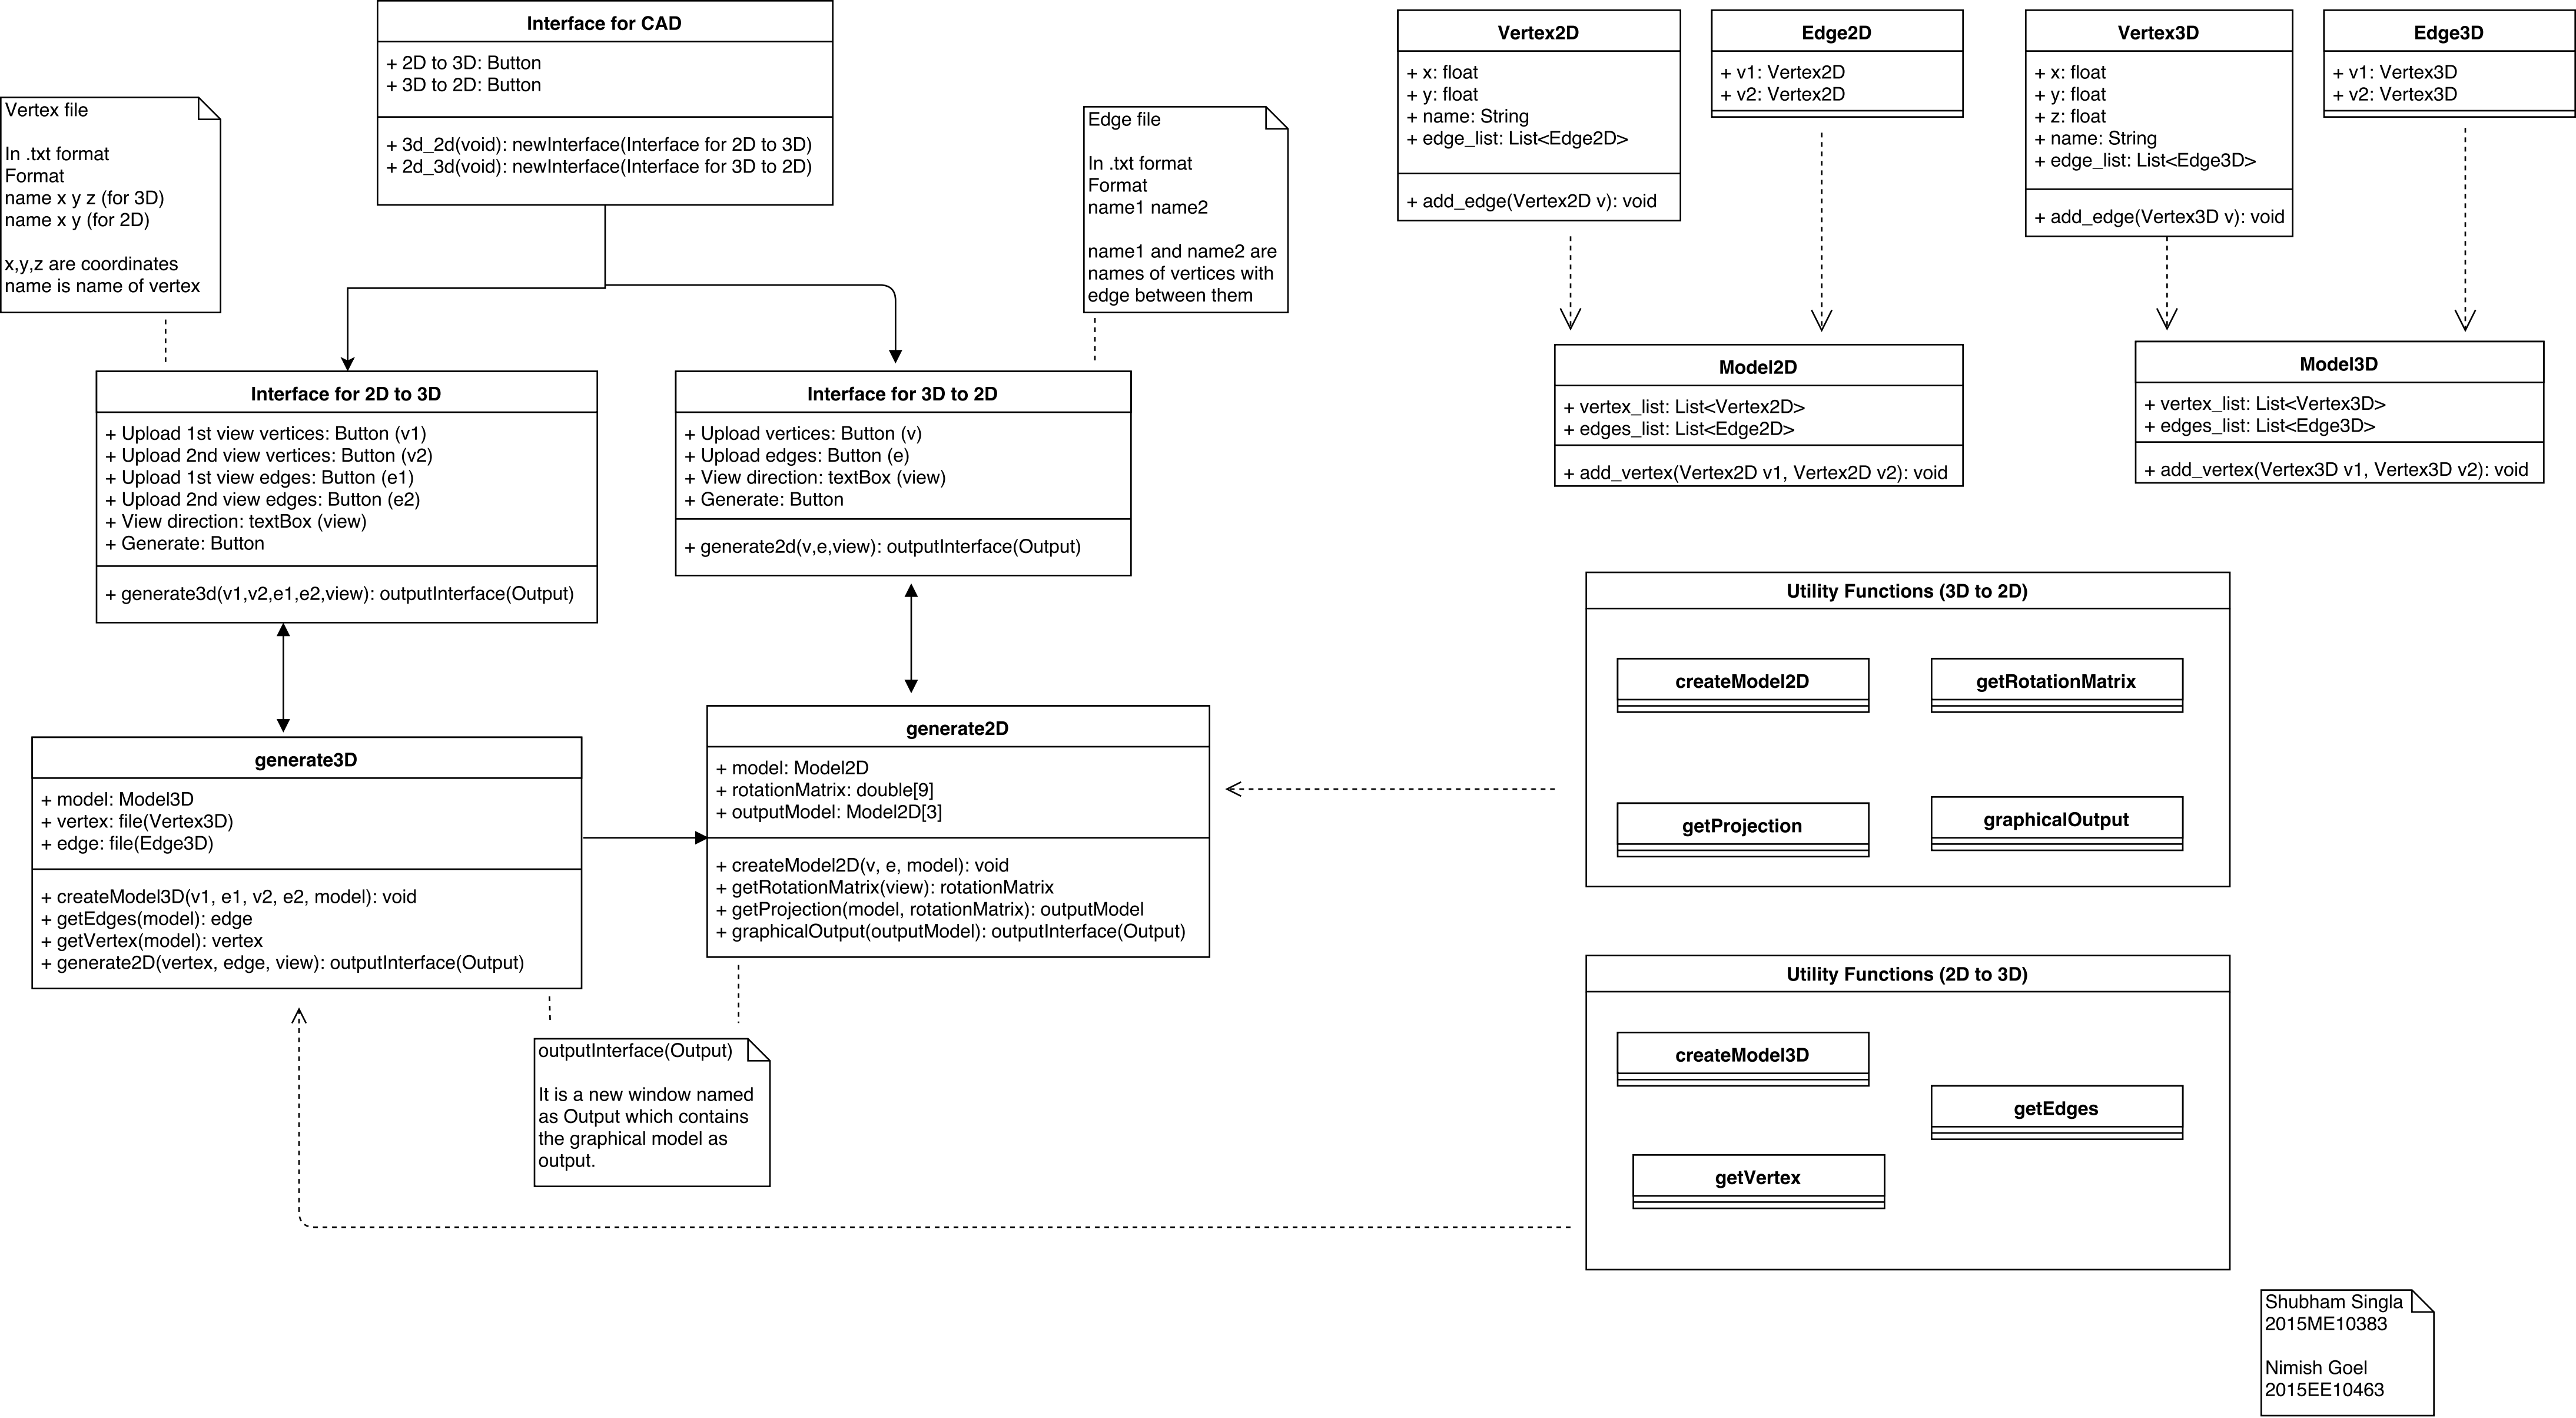 Interface for CAD
+ 2D to 3D: Button
+ 3D to 2D: Button
+ 3d_2d(void): newInterface(Interface for 2D to 3D)
+ 2d_3d(void): newInterface(Interface for 3D to 2D)
Vertex file
In .txt format
Format
name x y z (for 3D)
name x y (for 2D)
x,y,z are coordinates
name is name of vertex
Edge file
In .txt format
Format
name1 name2
name1 and name2 are
names of vertices with
edge between them
Vertex2D
+ x: float
+ y: float
+ name: String
+ edge_list: List<Edge2D>
+ add_edge(Vertex2D v): void
Edge2D
+ v1: Vertex2D
+ v2: Vertex2D
Vertex3D
+ x: float
+ y: float
+ z: float
+ name: String
+ edge_list: List<Edge3D>
+ add_edge(Vertex3D v): void
Edge3D
+ v1: Vertex3D
+ v2: Vertex3D
Interface for 2D to 3D
+ Upload 1st view vertices: Button (v1)
+ Upload 2nd view vertices: Button (v2)
+ Upload 1st view edges: Button (e1)
+ Upload 2nd view edges: Button (e2)
+ View direction: textBox (view)
+ Generate: Button
+ generate3d(v1,v2,e1,e2,view): outputInterface(Output)
Interface for 3D to 2D
+ Upload vertices: Button (v)
+ Upload edges: Button (e)
+ View direction: textBox (view)
+ Generate: Button
+ generate2d(v,e,view): outputInterface(Output)
Model2D
+ vertex_list: List<Vertex2D>
+ edges_list: List<Edge2D>
+ add_vertex(Vertex2D v1, Vertex2D v2): void
Model3D
+ vertex_list: List<Vertex3D>
+ edges_list: List<Edge3D>
+ add_vertex(Vertex3D v1, Vertex3D v2): void
generate3D
+ model: Model3D
+ vertex: file(Vertex3D)
+ edge: file(Edge3D)
+ createModel3D(v1, e1, v2, e2, model): void
+ getEdges(model): edge
+ getVertex(model): vertex
+ generate2D(vertex, edge, view): outputInterface(Output)
generate2D
+ model: Model2D
+ rotationMatrix: double[9]
+ outputModel: Model2D[3]
+ createModel2D(v, e, model): void
+ getRotationMatrix(view): rotationMatrix
+ getProjection(model, rotationMatrix): outputModel
+ graphicalOutput(outputModel): outputInterface(Output)
outputInterface(Output)
It is a new window named
as Output which contains
the graphical model as
output.
Utility Functions (3D to 2D)
createModel2D
getRotationMatrix
getProjection
graphicalOutput
Utility Functions (2D to 3D)
createModel3D
getEdges
getVertex
Shubham Singla
2015ME10383
Nimish Goel
2015EE10463